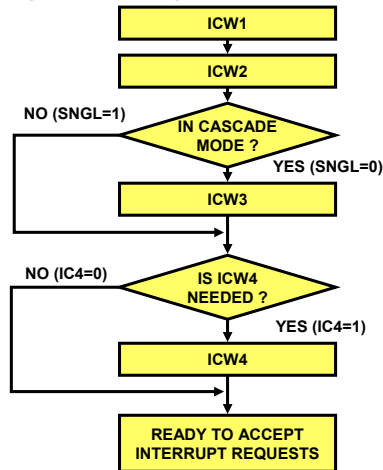 ICW1
ICW2
NO (SNGL=1)
IN CASCADE
MODE ?
YES (SNGL=0)
ICW3
NO (IC4=0)
IS ICW4
NEEDED ?
YES (IC4=1)
ICW4
READY TO ACCEPT
INTERRUPT REQUESTS